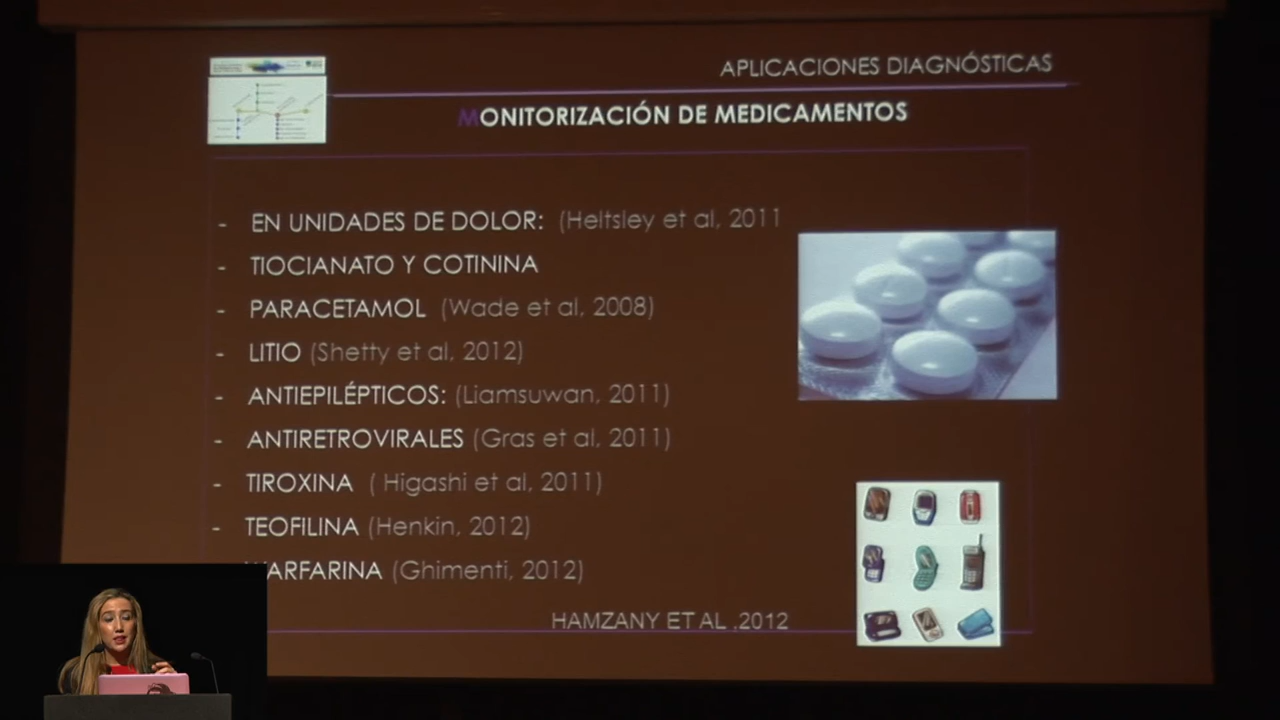 APLICACIONES DIAGNÓSTICAS
MONITORIZACIÓN DE MEDICAMENTOS
- EN UNIDADES DE DOLOR: (Heltsley et al, 2011
- TIOCIANATO Y COTININA
- PARACETAMOL (Wade et al, 2008)
- LITIO (Shetty et al, 2012)
- ANTIEPILÉPTICOS: (Liamsuwan, 2011)
- ANTIRETROVIRALES (Gras et al, 2011)
- TIROXINA ( Higashi et al, 2011)
- TEOFILINA (Henkin, 2012)
WARFARINA (Ghimenti, 2012)
HAMZANY ET AL .2012